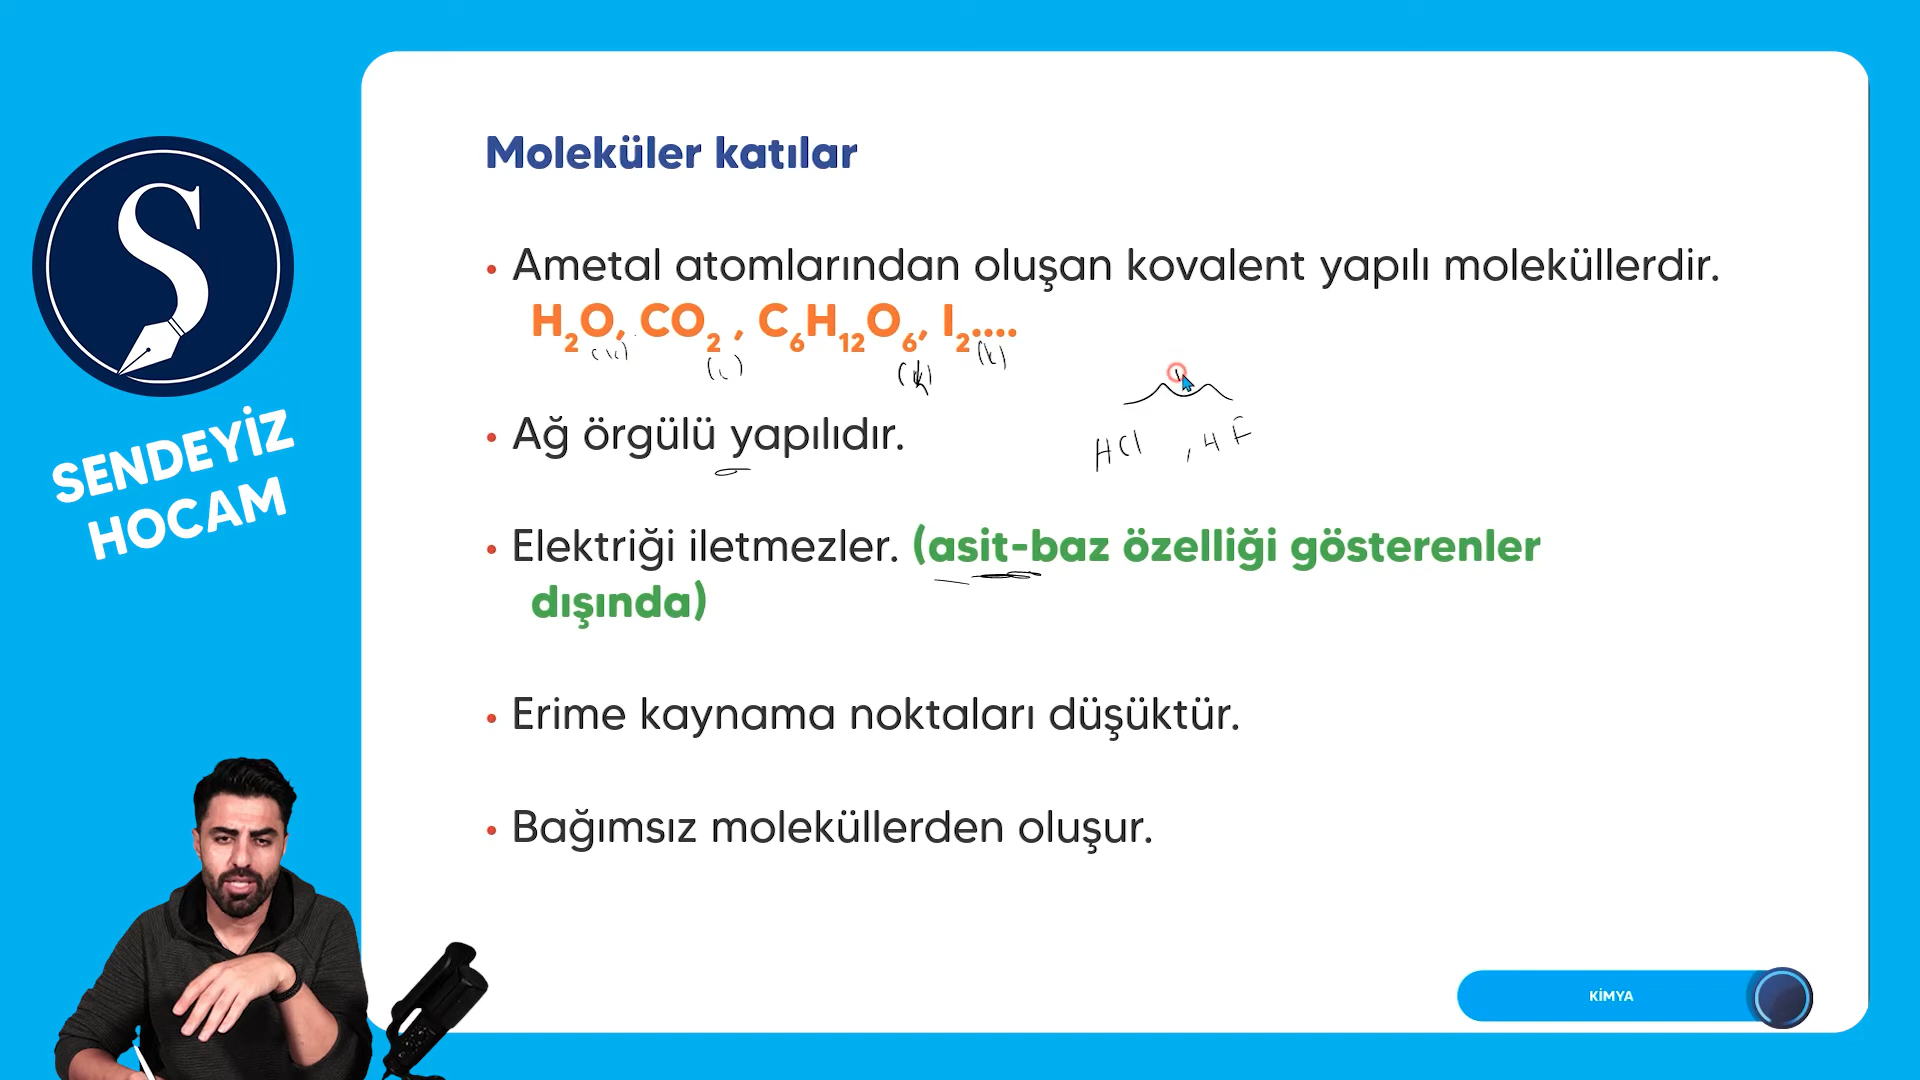 Moleküler katılar
• Ametal atomlarından oluşan kovalent yapılı moleküllerdir.
H₂O, CO₂ , C₆H₁₂O₆, I₂....
(k)
(k)
• Ağ örgülü yapılıdır.
HCl , HF
• Elektriği iletmezler. (asit-baz özelliği gösterenler
dışında)
• Erime kaynama noktaları düşüktür.
• Bağımsız moleküllerden oluşur.
S
SENDEYİZ
HOCAM
KİMYA